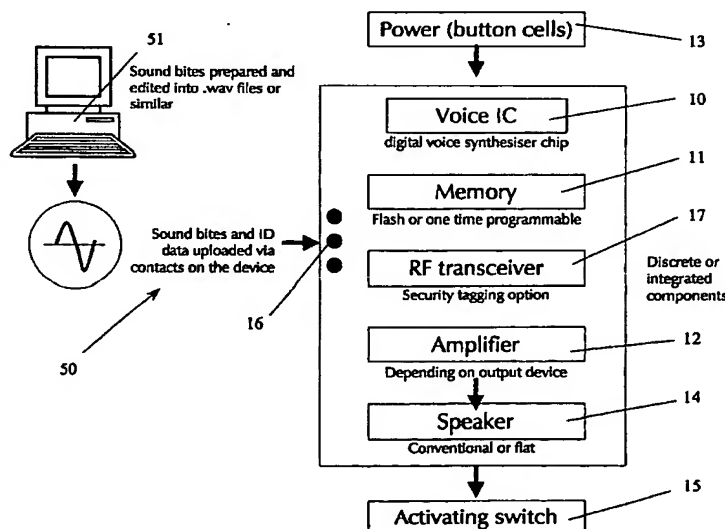 51
Sound bites prepared and
edited into .wav files or
similar
Sound bites and ID
data uploaded via
contacts on the device
50
16
Power (button cells)
13
Voice IC
digital voice synthesiser chip
10
Memory
Flash or one time programmable
11
RF transceiver
Security tagging option
17
Discrete or
integrated
components
Amplifier
Depending on output device
12
Speaker
Conventional or flat
14
Activating switch
15